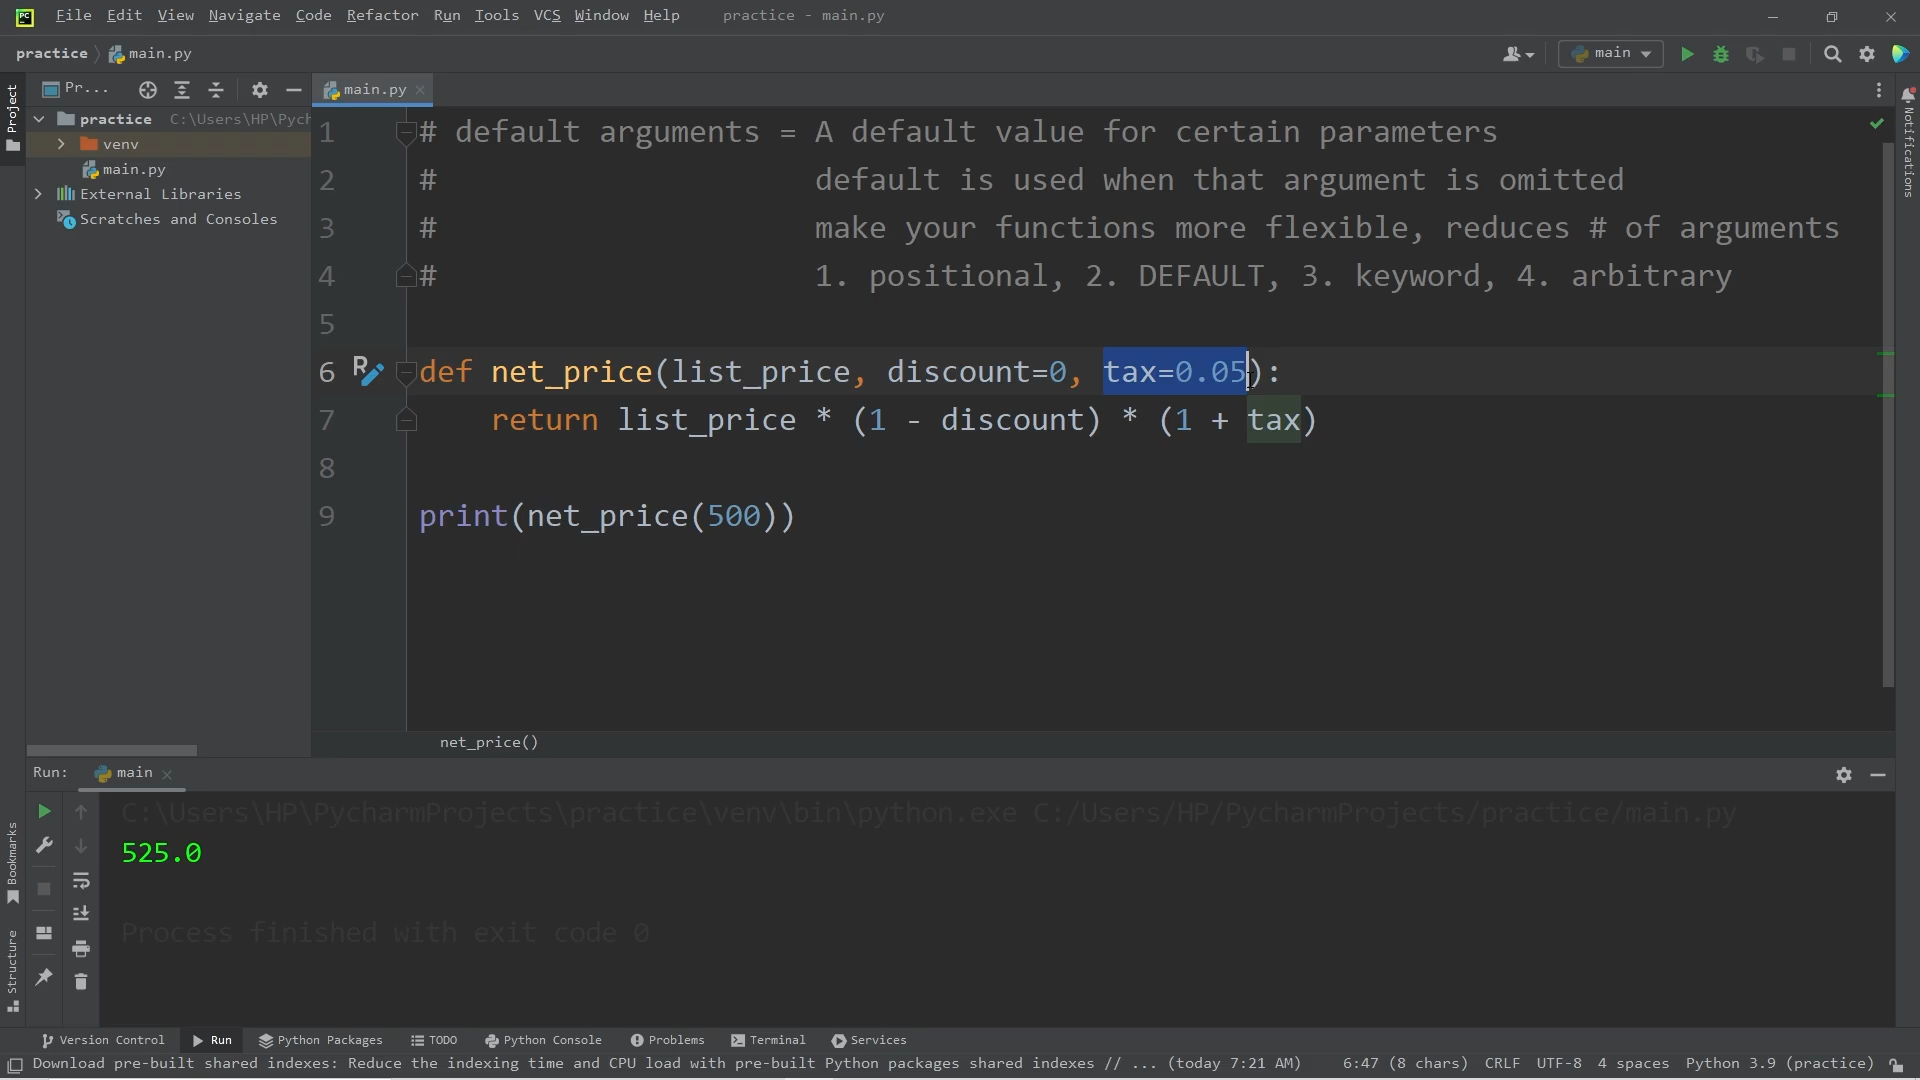 PC File Edit View Navigate Code Refactor Run Tools VCS Window Help practice - main.py
practice main.py main
Project Pr... main.py Notifications
practice C:\Users\HP\Pych
venv
main.py
External Libraries
Scratches and Consoles
1 # default arguments = A default value for certain parameters
2 # default is used when that argument is omitted
3 # make your functions more flexible, reduces # of arguments
4 # 1. positional, 2. DEFAULT, 3. keyword, 4. arbitrary
5
6 def net_price(list_price, discount=0, tax=0.05):
7 return list_price * (1 - discount) * (1 + tax)
8
9 print(net_price(500))
net_price()
Run: main
C:\Users\HP\PycharmProjects\practice\venv\bin\python.exe C:/Users/HP/PycharmProjects/practice/main.py
525.0
Process finished with exit code 0
Bookmarks
Structure
Version Control Run Python Packages TODO Python Console Problems Terminal Services
Download pre-built shared indexes: Reduce the indexing time and CPU load with pre-built Python packages shared indexes // ... (today 7:21 AM) 6:47 (8 chars) CRLF UTF-8 4 spaces Python 3.9 (practice)